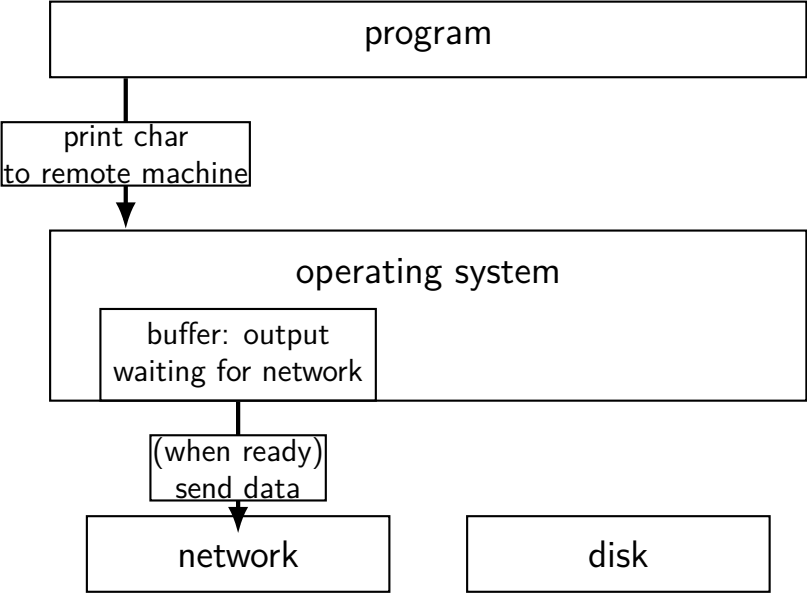 program
print char
to remote machine
operating system
buffer: output
waiting for network
(when ready)
send data
network
disk